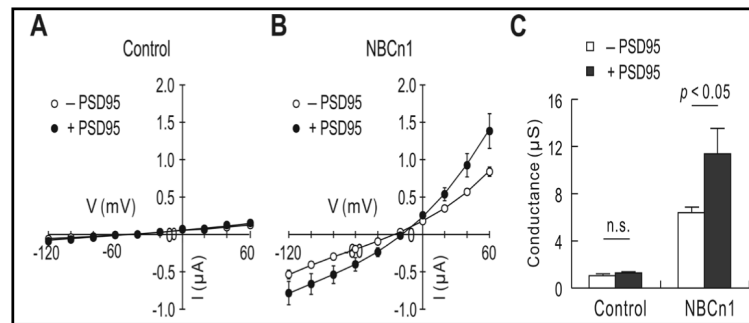 A
Control
– PSD95
+ PSD95
2.0
1.5
1.0
0.5
V (mV)
-120
-60
60
-0.5
-1.0
I (µA)
B
NBCn1
– PSD95
+ PSD95
2.0
1.5
1.0
0.5
V (mV)
-120
60
-0.5
-1.0
I (µA)
C
– PSD95
+ PSD95
p < 0.05
n.s.
Conductance (µS)
16
12
8
4
0
Control
NBCn1